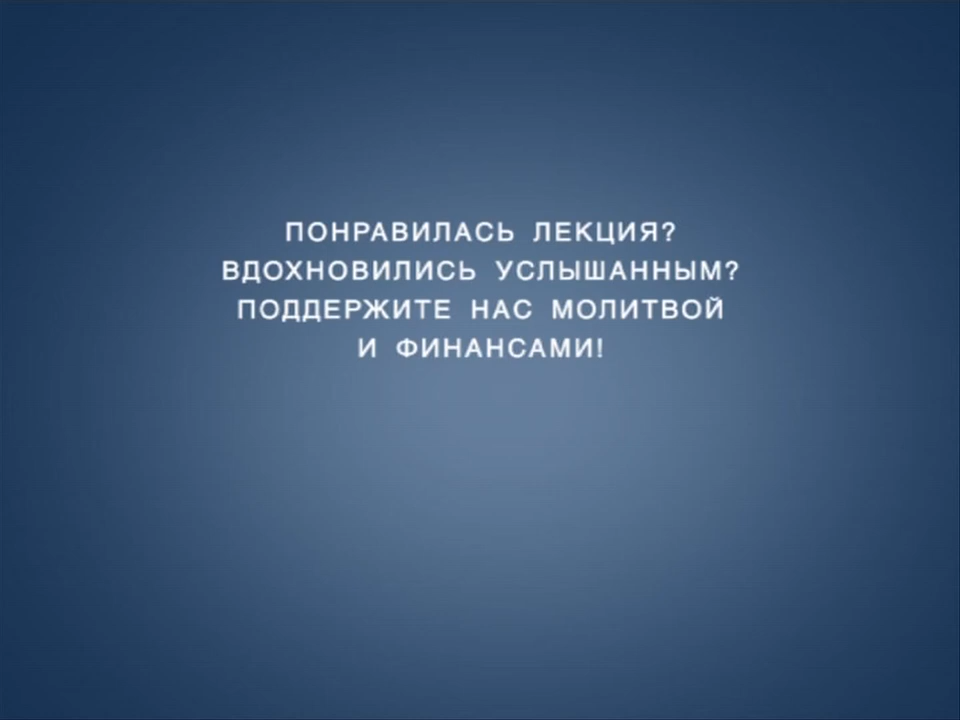 ПОНРАВИЛАСЬ ЛЕКЦИЯ?
ВДОХНОВИЛИСЬ УСЛЫШАННЫМ?
ПОДДЕРЖИТЕ НАС МОЛИТВОЙ
И ФИНАНСАМИ!